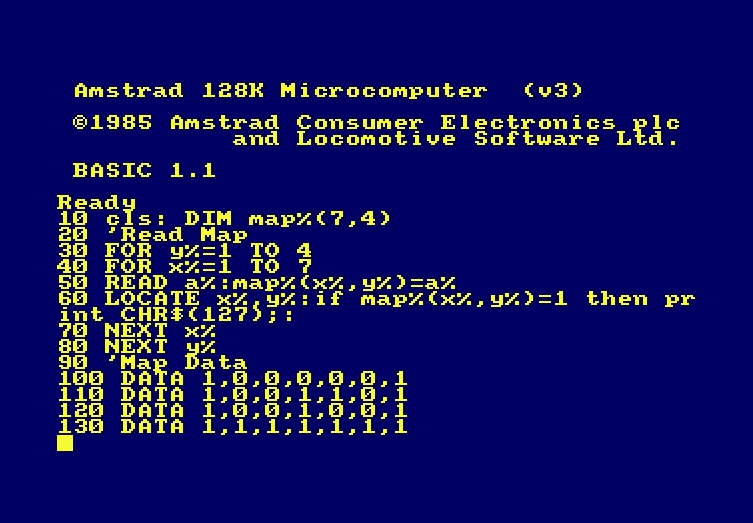 Amstrad 128K Microcomputer  (v3)
©1985 Amstrad Consumer Electronics plc
and Locomotive Software Ltd.
BASIC 1.1
Ready
10 cls: DIM map%(7,4)
20 'Read Map
30 FOR y%=1 TO 4
40 FOR x%=1 TO 7
50 READ a%:map%(x%,y%)=a%
60 LOCATE x%,y%:if map%(x%,y%)=1 then pr
int CHR$(127);:
70 NEXT x%
80 NEXT y%
90 'Map Data
100 DATA 1,0,0,0,0,0,1
110 DATA 1,0,0,1,1,0,1
120 DATA 1,0,0,1,0,0,1
130 DATA 1,1,1,1,1,1,1